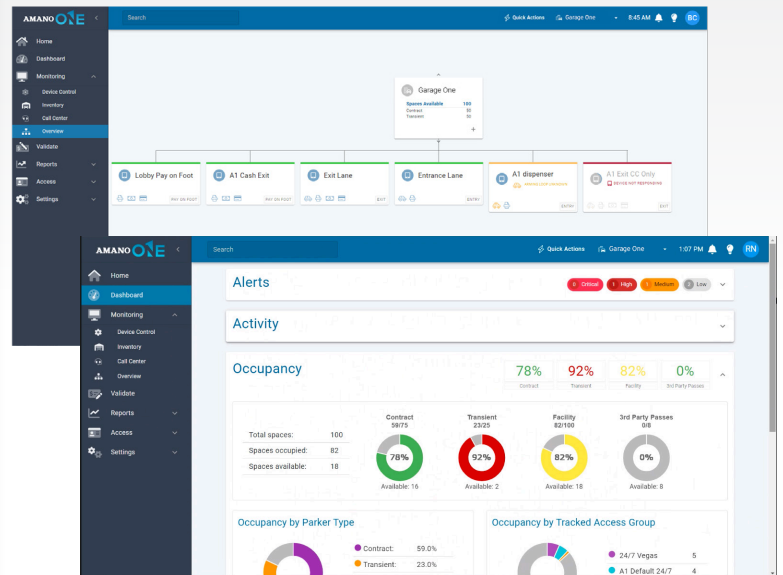 AMANO ONE
Search
Quick Actions
Garage One
8:45 AM
BC
Home
Dashboard
Monitoring
Device Control
Inventory
Call Center
Overview
Validate
Reports
Access
Settings
Garage One
Spaces Available 100
Contract 50
Transient 50
Lobby Pay on Foot
PAY ON FOOT
A1 Cash Exit
PAY ON FOOT
Exit Lane
EXIT
Entrance Lane
ENTRY
A1 dispenser
ARMING LOOP UNKNOWN
ENTRY
A1 Exit CC Only
DEVICE NOT RESPONDING
EXIT
AMANO ONE
Search
Quick Actions
Garage One
1:07 PM
RN
Home
Dashboard
Monitoring
Device Control
Inventory
Call Center
Overview
Validate
Reports
Access
Settings
Alerts
Critical
High
Medium
Low
Activity
Occupancy
78% 92% 82% 0%
Contract Transient Facility 3rd Party Passes
Total spaces: 100
Spaces occupied: 82
Spaces available: 18
Contract
59/75
78%
Available: 16
Transient
23/25
92%
Available: 2
Facility
82/100
82%
Available: 18
3rd Party Passes
0/8
0%
Available: 8
Occupancy by Parker Type
Contract: 59.0%
Transient: 23.0%
Occupancy by Tracked Access Group
24/7 Vegas 5
A1 Default 24/7 4